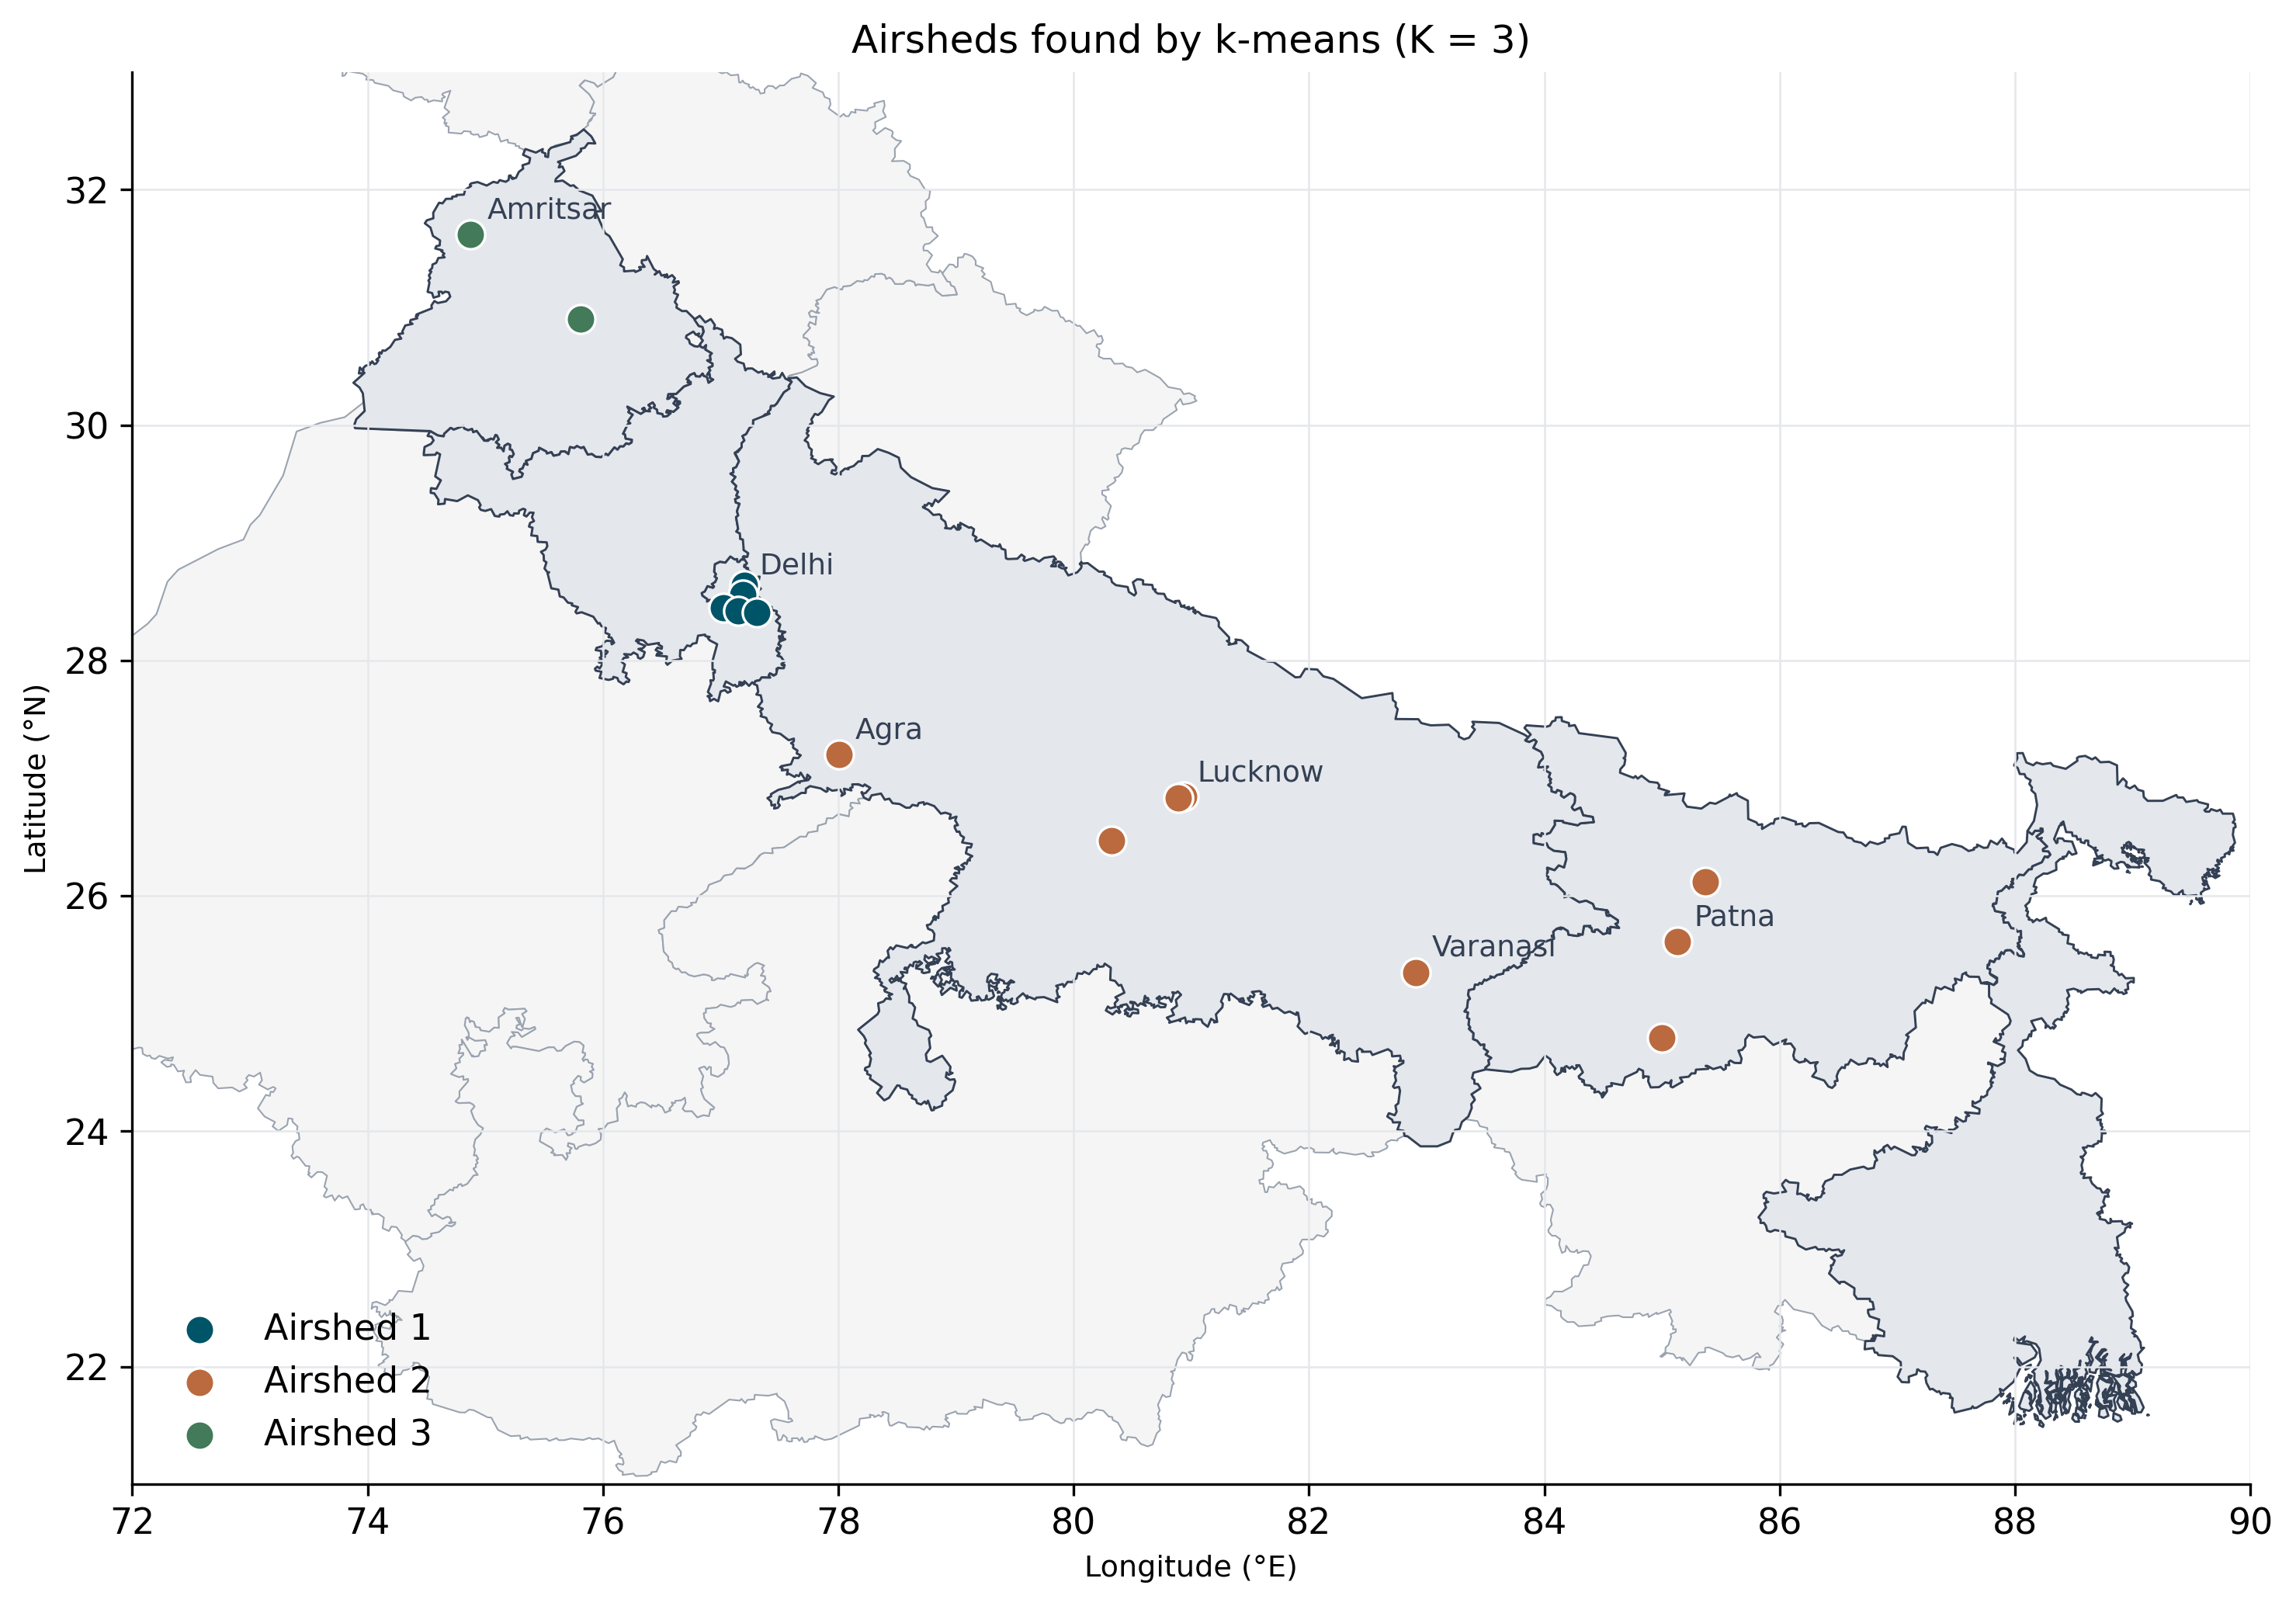 Airsheds found by k-means (K = 3)
32
30
28
26
24
22
Latitude (°N)
Amritsar
Delhi
Agra
Lucknow
Patna
Varanasi
Airshed 1
Airshed 2
Airshed 3
72 74 76 78 80 82 84 86 88 90
Longitude (°E)